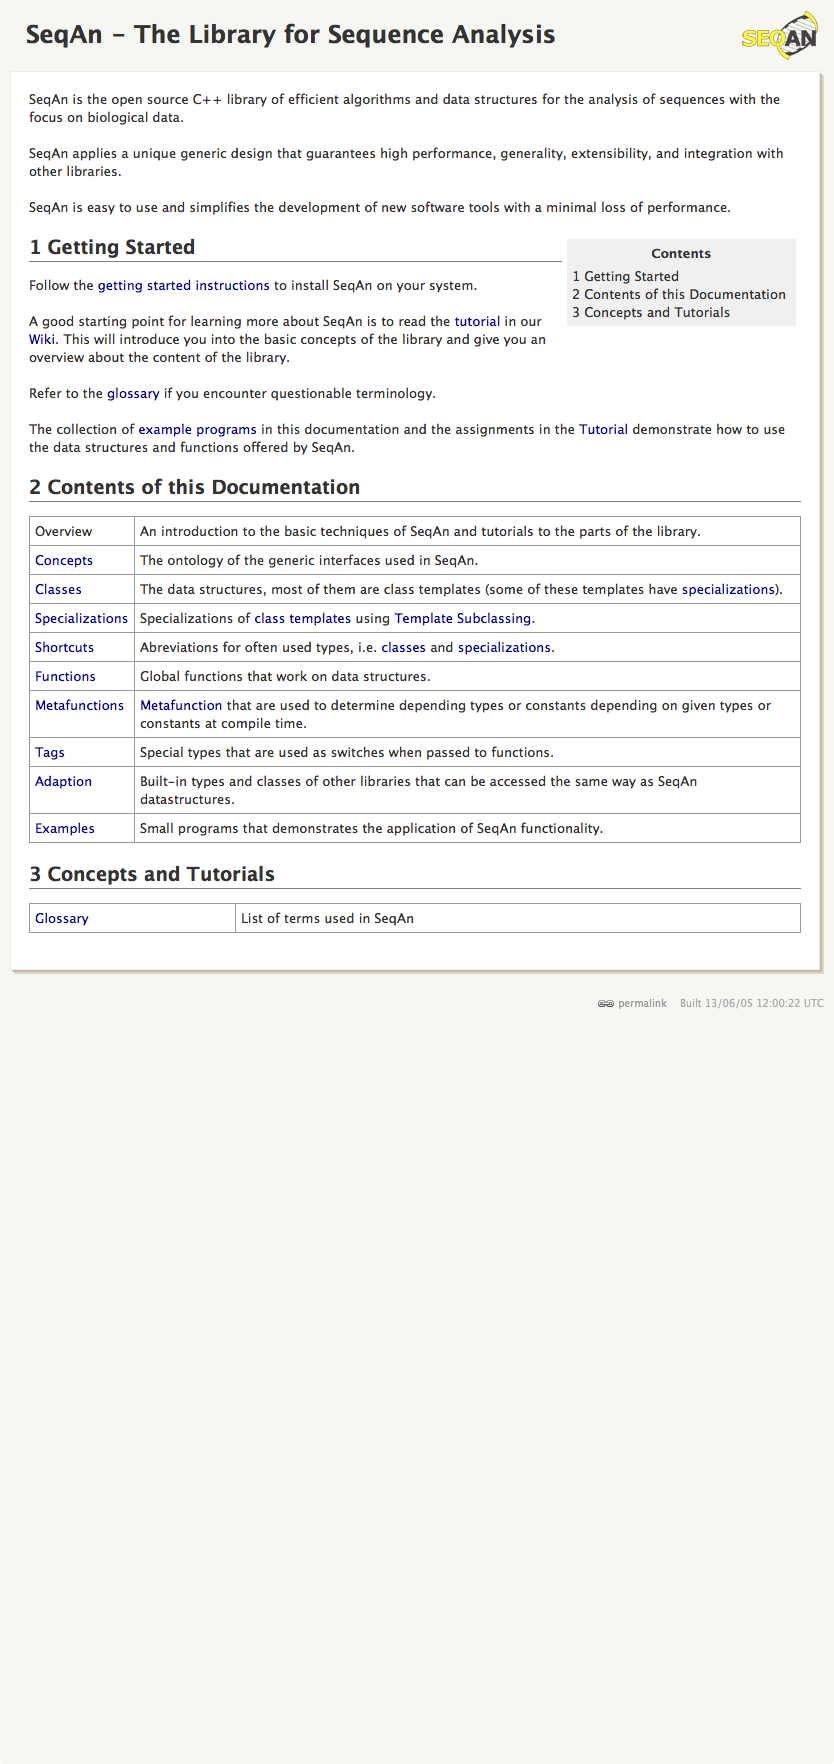 SeqAn - The Library for Sequence Analysis
SEQAN
SeqAn is the open source C++ library of efficient algorithms and data structures for the analysis of sequences with the
focus on biological data.
SeqAn applies a unique generic design that guarantees high performance, generality, extensibility, and integration with
other libraries.
SeqAn is easy to use and simplifies the development of new software tools with a minimal loss of performance.
1 Getting Started
Contents
1 Getting Started
2 Contents of this Documentation
3 Concepts and Tutorials
Follow the getting started instructions to install SeqAn on your system.
A good starting point for learning more about SeqAn is to read the tutorial in our
Wiki. This will introduce you into the basic concepts of the library and give you an
overview about the content of the library.
Refer to the glossary if you encounter questionable terminology.
The collection of example programs in this documentation and the assignments in the Tutorial demonstrate how to use
the data structures and functions offered by SeqAn.
2 Contents of this Documentation
Overview An introduction to the basic techniques of SeqAn and tutorials to the parts of the library.
Concepts The ontology of the generic interfaces used in SeqAn.
Classes The data structures, most of them are class templates (some of these templates have specializations).
Specializations Specializations of class templates using Template Subclassing.
Shortcuts Abreviations for often used types, i.e. classes and specializations.
Functions Global functions that work on data structures.
Metafunctions Metafunction that are used to determine depending types or constants depending on given types or
constants at compile time.
Tags Special types that are used as switches when passed to functions.
Adaption Built-in types and classes of other libraries that can be accessed the same way as SeqAn
datastructures.
Examples Small programs that demonstrates the application of SeqAn functionality.
3 Concepts and Tutorials
Glossary List of terms used in SeqAn
permalink Built 13/06/05 12:00:22 UTC